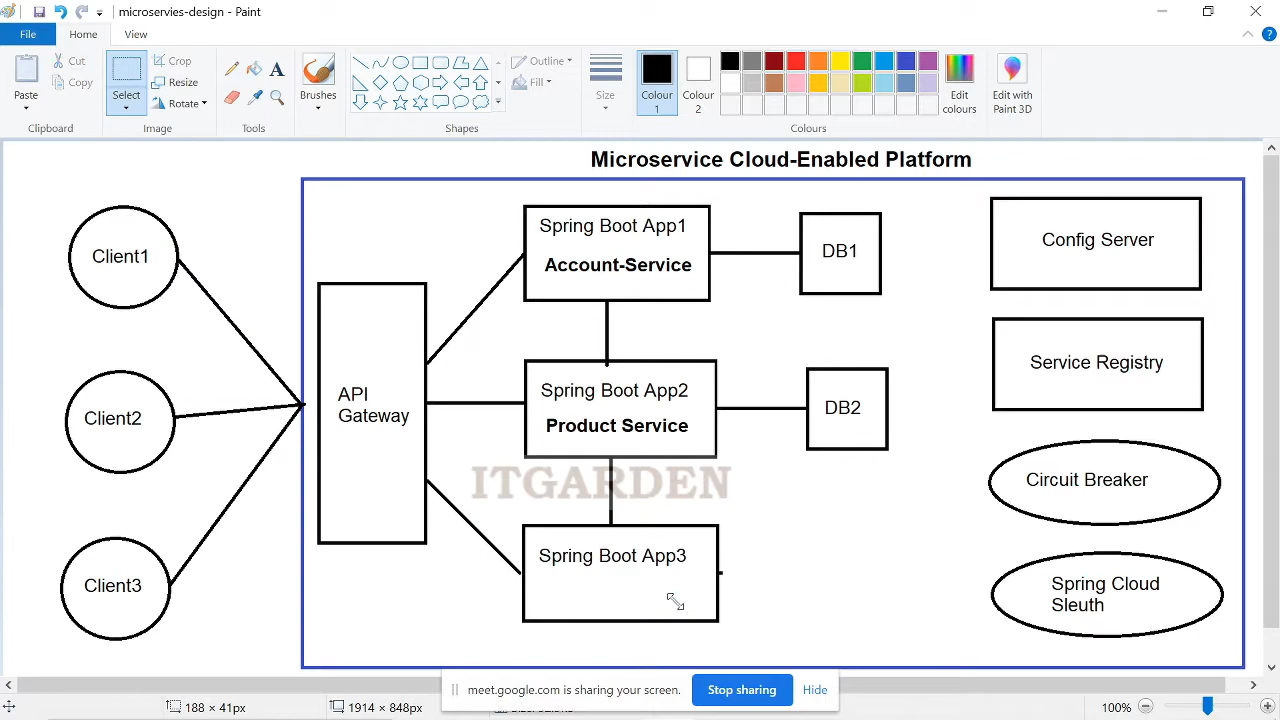 microservies-design - Paint
File
Home
View
Paste
Cut
Copy
Clipboard
Select
Crop
Resize
Rotate
Image
Tools
Brushes
Shapes
Outline
Fill
Size
Colour 1
Colour 2
Edit colours
Edit with Paint 3D
Colours
Microservice Cloud-Enabled Platform
Client1
Client2
Client3
API
Gateway
Spring Boot App1
Account-Service
DB1
Spring Boot App2
Product Service
DB2
ITGARDEN
Spring Boot App3
Config Server
Service Registry
Circuit Breaker
Spring Cloud
Sleuth
meet.google.com is sharing your screen.
Stop sharing
Hide
188 × 41px
1914 × 848px
100%